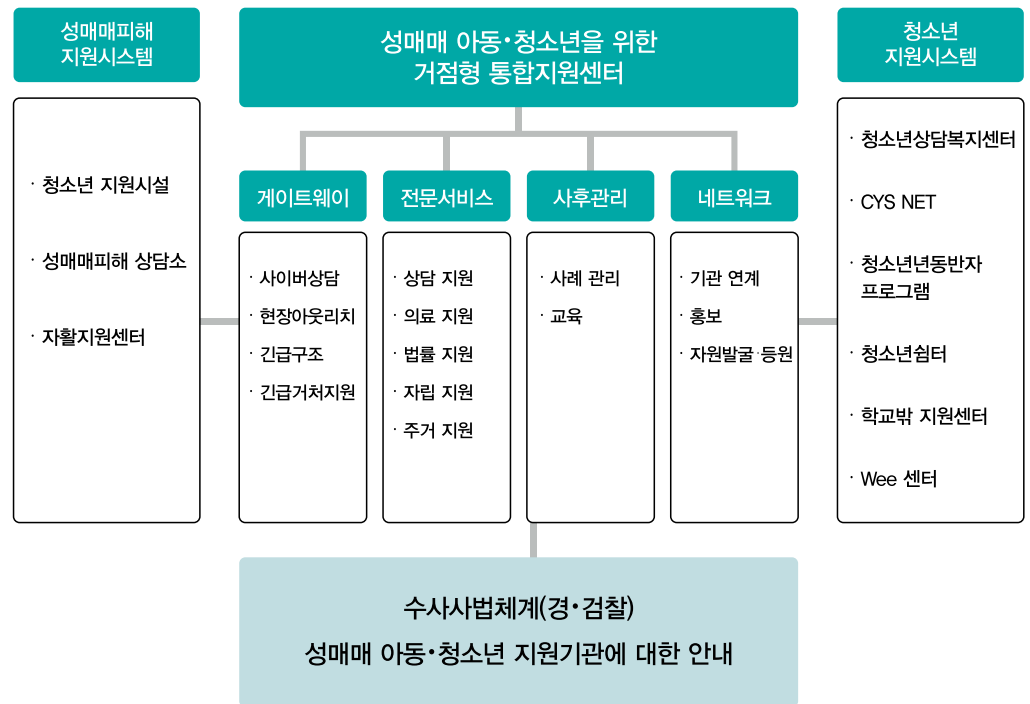 성매매피해
지원시스템
· 청소년 지원시설
· 성매매피해 상담소
· 자활지원센터
성매매 아동·청소년을 위한
거점형 통합지원센터
게이트웨이
· 사이버상담
· 현장아웃리치
· 긴급구조
· 긴급거처지원
전문서비스
· 상담 지원
· 의료 지원
· 법률 지원
· 자립 지원
· 주거 지원
사후관리
· 사례 관리
· 교육
네트워크
· 기관 연계
· 홍보
· 자원발굴·등원
청소년
지원시스템
· 청소년상담복지센터
· CYS NET
· 청소년년동반자
프로그램
· 청소년쉼터
· 학교밖 지원센터
· Wee 센터
수사사법체계(경·검찰)
성매매 아동·청소년 지원기관에 대한 안내